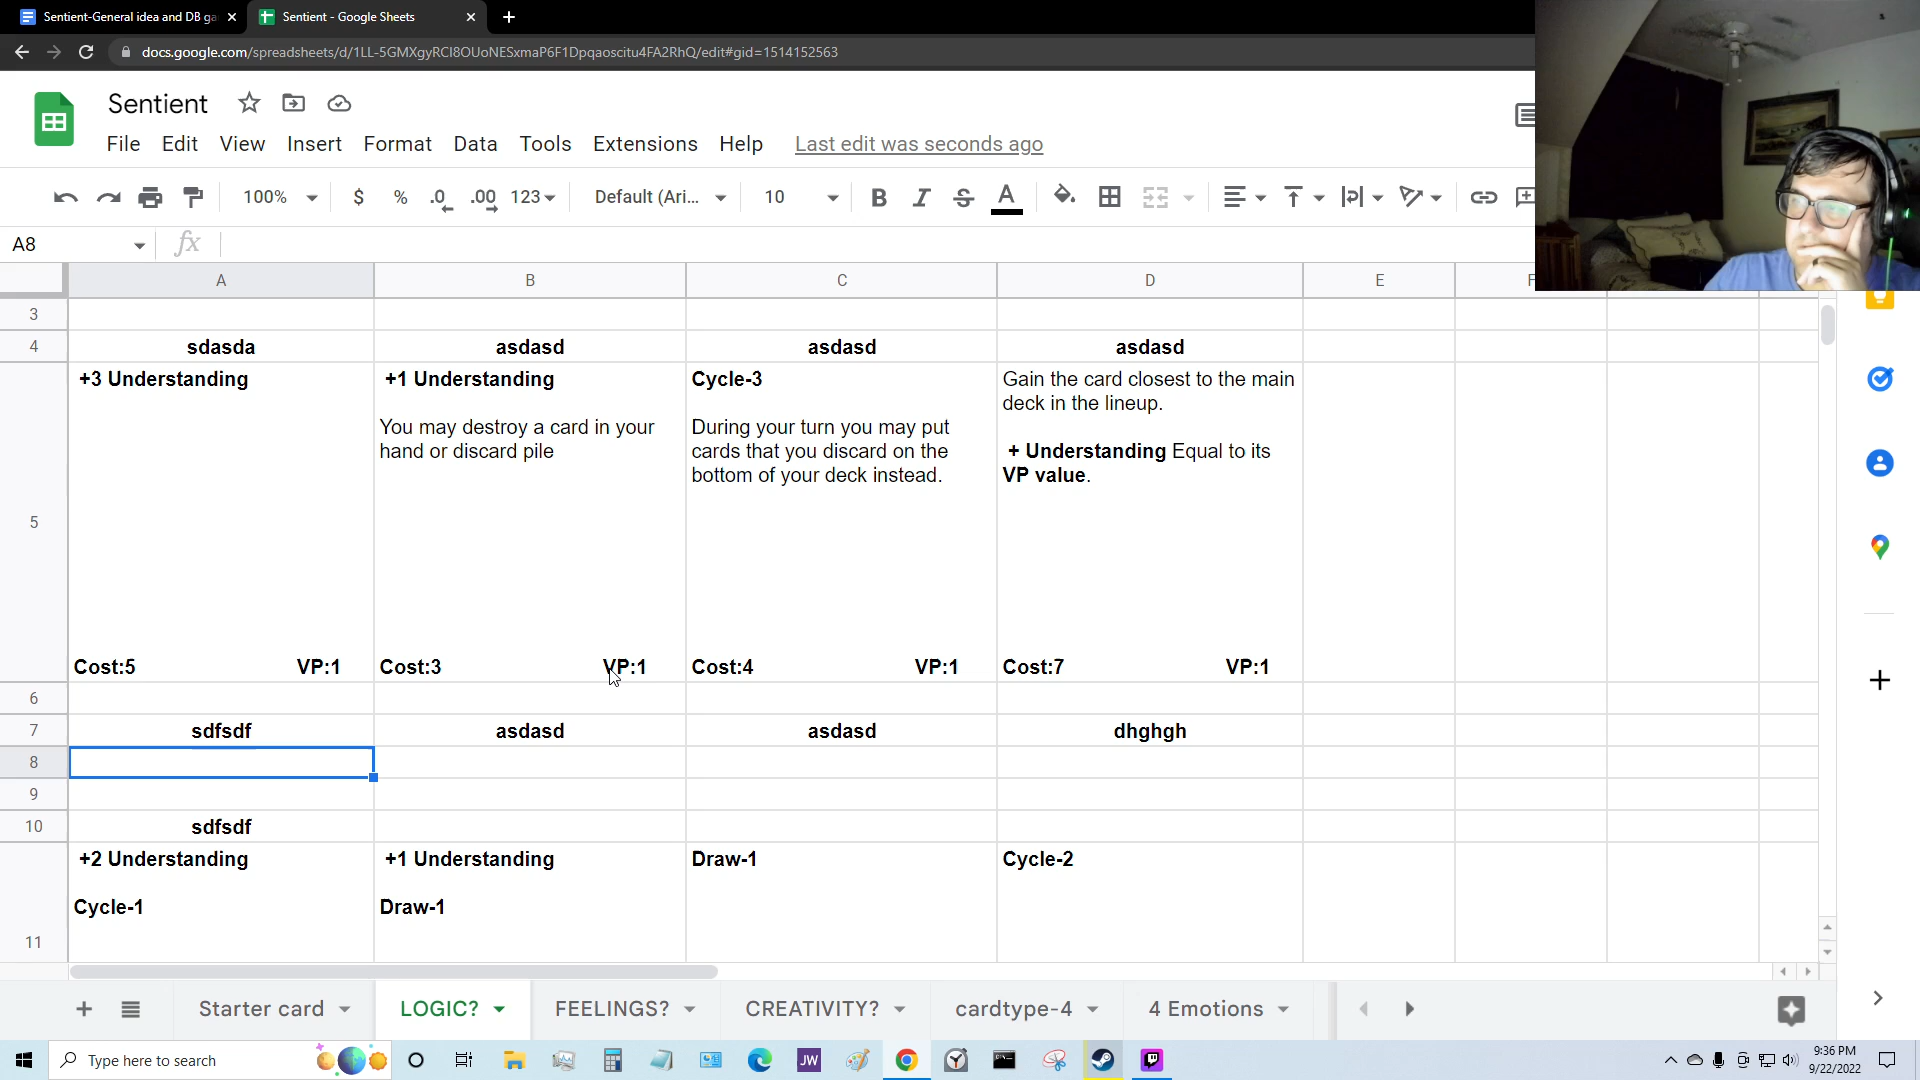 Sentient-General idea and DB ga
Sentient - Google Sheets
docs.google.com/spreadsheets/d/1LL-5GMXgyRCI8OUoNESxmaP6F1Dpqaoscitu4FA2RhQ/edit#gid=1514152563
Sentient
File Edit View Insert Format Data Tools Extensions Help Last edit was seconds ago
100% $ % .0 .00 123 Default (Ari... 10 B I S A
A8 fx
A B C D E F
3
4 sdasda asdasd asdasd asdasd
+3 Understanding +1 Understanding Cycle-3 Gain the card closest to the main
deck in the lineup.
You may destroy a card in your During your turn you may put
hand or discard pile cards that you discard on the + Understanding Equal to its
bottom of your deck instead. VP value.
5
Cost:5 VP:1 Cost:3 VP:1 Cost:4 VP:1 Cost:7 VP:1
6
7 sdfsdf asdasd asdasd dhghgh
8
9
10 sdfsdf
+2 Understanding +1 Understanding Draw-1 Cycle-2
Cycle-1 Draw-1
11
Starter card LOGIC? FEELINGS? CREATIVITY? cardtype-4 4 Emotions
Type here to search
JW
9:36 PM
9/22/2022